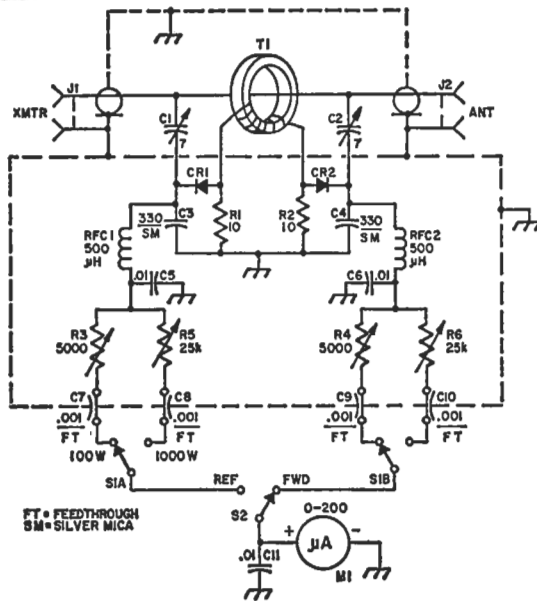 T1
J1
J2
XMTR
ANT
C1
7
C2
7
CR1
CR2
C3
330
SM
R1
10
R2
10
C4
330
SM
RFC1
500
µH
RFC2
500
µH
.01 C5
C6 .01
R3
5000
R5
25k
R4
5000
R6
25k
C7
C8
C9
C10
.001
FT
.001
FT
.001
FT
.001
FT
100W
1000W
S1A
REF
FWD
S1B
S2
0-200
FT = FEEDTHROUGH
SM = SILVER MICA
+
µA
-
.01 C11
M1